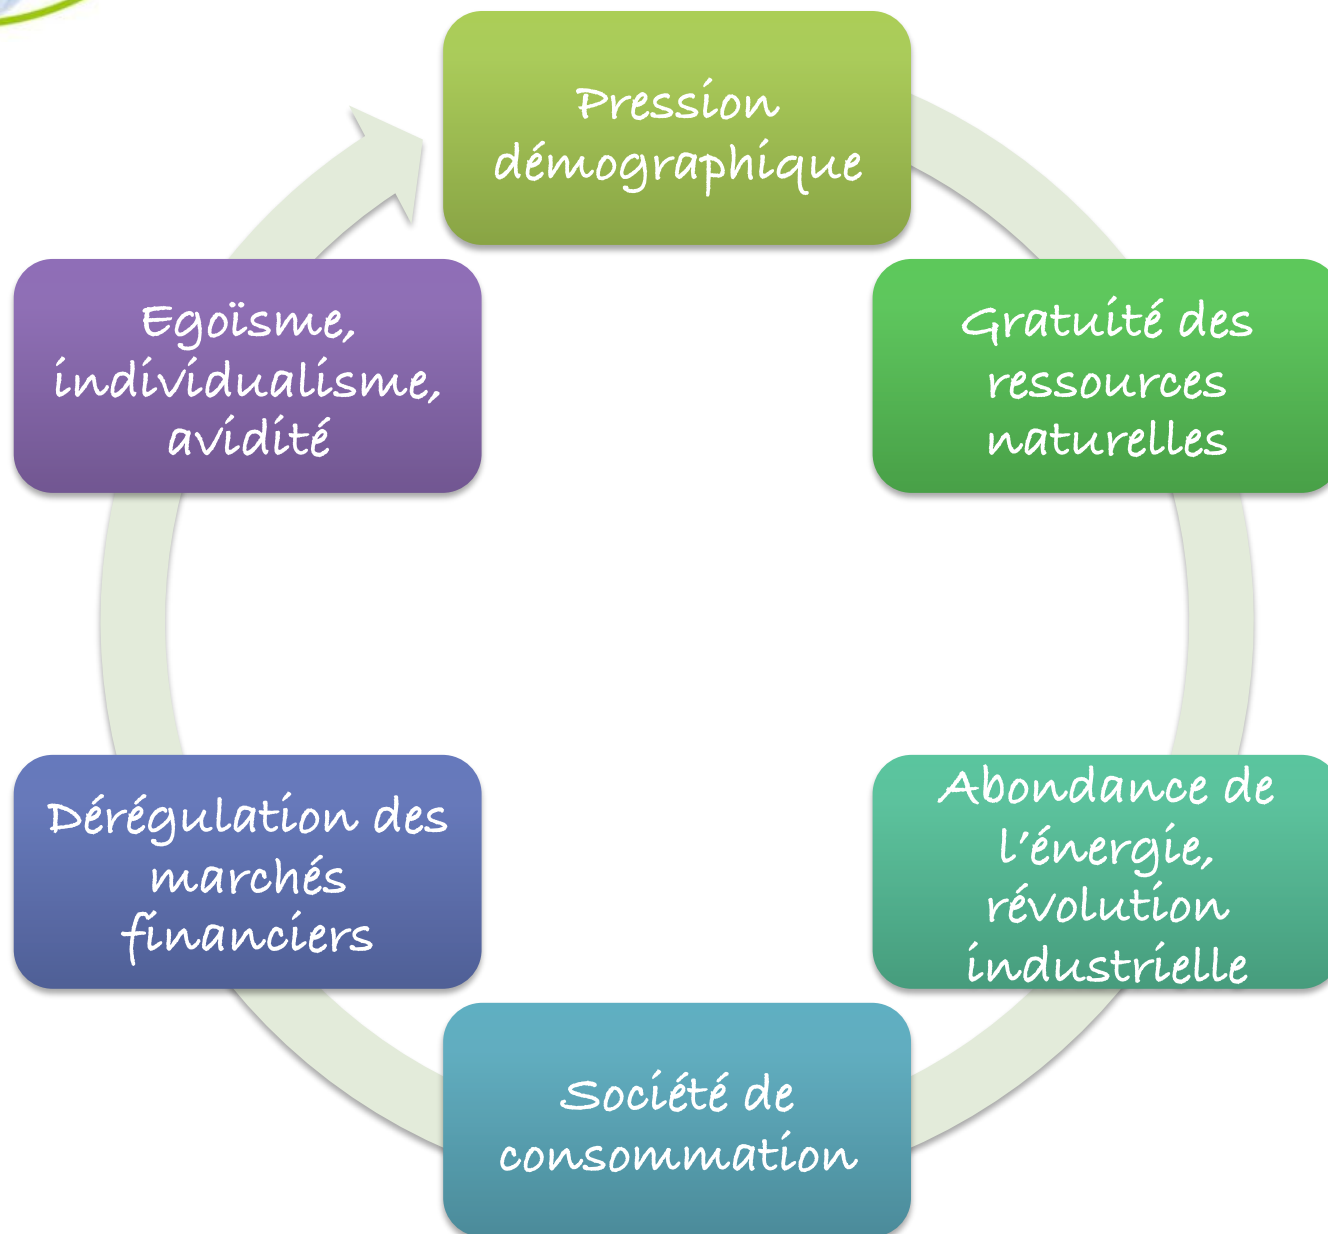 Pression
démographique
Gratuité des
ressources
naturelles
Abondance de
l'énergie,
révolution
industrielle
Société de
consommation
Dérégulation des
marchés
financiers
Egoïsme,
individualisme,
avidité